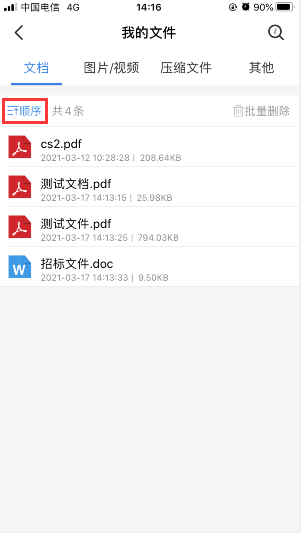 中国电信 4G 14:16 90%
我的文件
文档 图片/视频 压缩文件 其他
顺序 共4条 批量删除
cs2.pdf
2021-03-12 10:28:28 | 208.64KB
测试文档.pdf
2021-03-17 14:13:15 | 25.98KB
测试文件.pdf
2021-03-17 14:13:25 | 794.03KB
W 招标文件.doc
2021-03-17 14:13:33 | 9.50KB